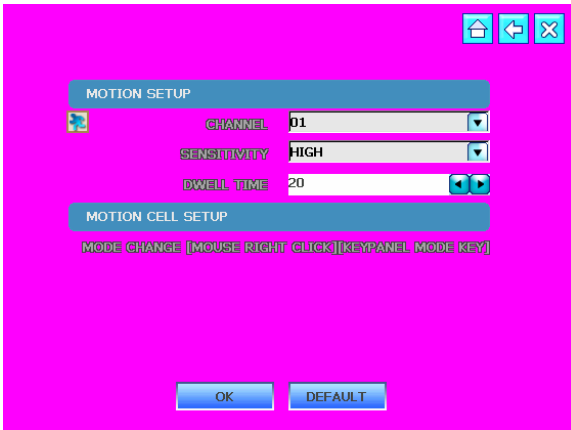 MOTION SETUP
CHANNEL 01
SENSITIVITY HIGH
DWELL TIME 20
MOTION CELL SETUP
MODE CHANGE [MOUSE RIGHT CLICK][KEYPANEL MODE KEY]
OK DEFAULT